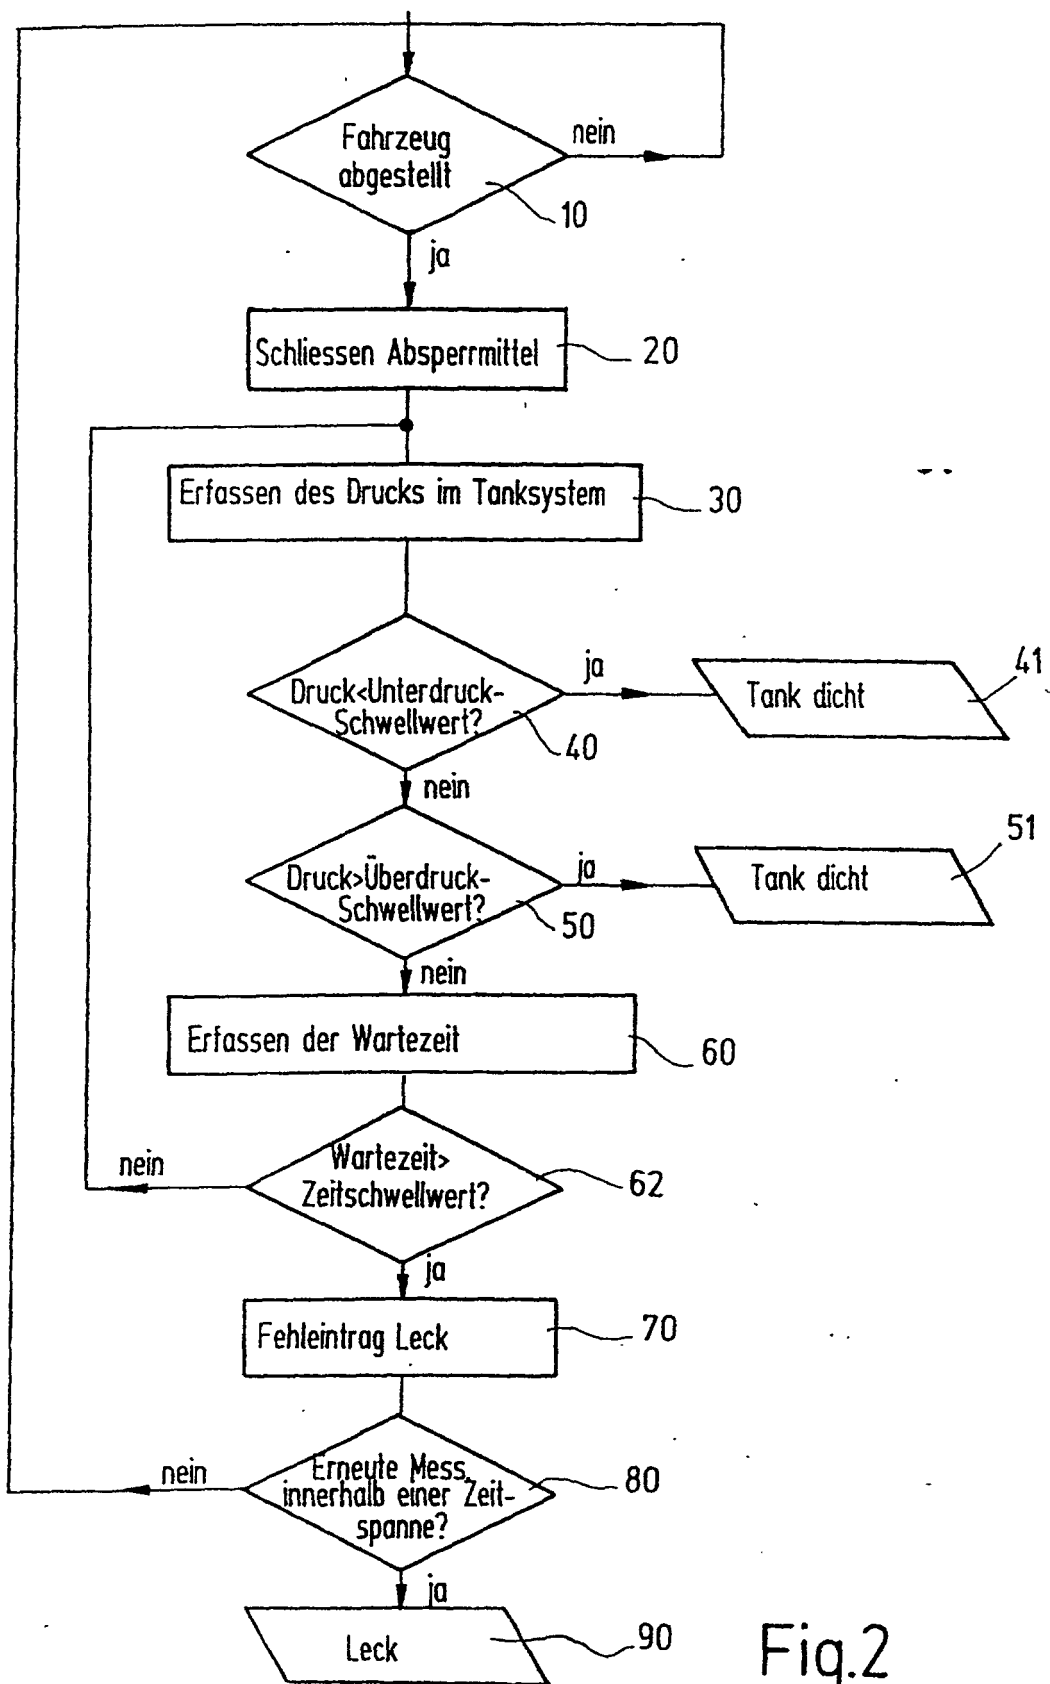 Fahrzeug
abgestellt
nein
10
ja
Schliessen Absperrmittel
20
Erfassen des Drucks im Tanksystem
30
Druck<Unterdruck-
Schwellwert?
40
ja
Tank dicht
41
nein
Druck>Überdruck-
Schwellwert?
50
ja
Tank dicht
51
nein
Erfassen der Wartezeit
60
Wartezeit>
Zeitschwellwert?
62
nein
ja
Fehleintrag Leck
70
Erneute Mess.
innerhalb einer Zeit-
spanne?
80
nein
ja
Leck
90
Fig.2